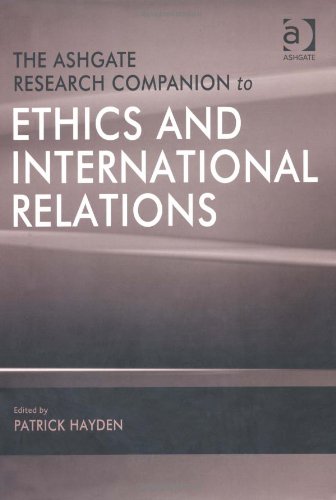 a
ASHGATE
THE ASHGATE
RESEARCH COMPANION to
ETHICS AND
INTERNATIONAL
RELATIONS
Edited by
PATRICK HAYDEN